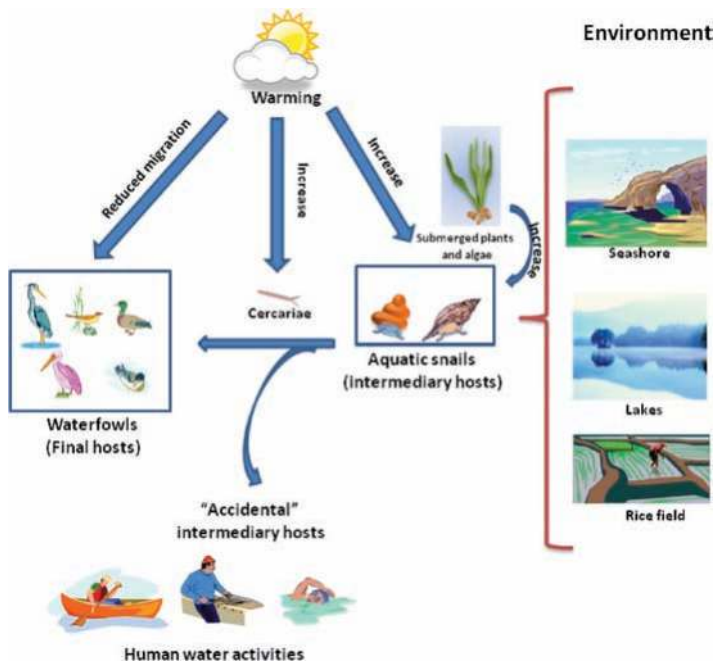 Environment
Warming
Reduced migration
Increase
Increase
Submerged plants
and algae
Increase
Seashore
Cercariae
Aquatic snails
(Intermediary hosts)
Waterfowls
(Final hosts)
Lakes
Rice field
"Accidental"
intermediary hosts
Human water activities